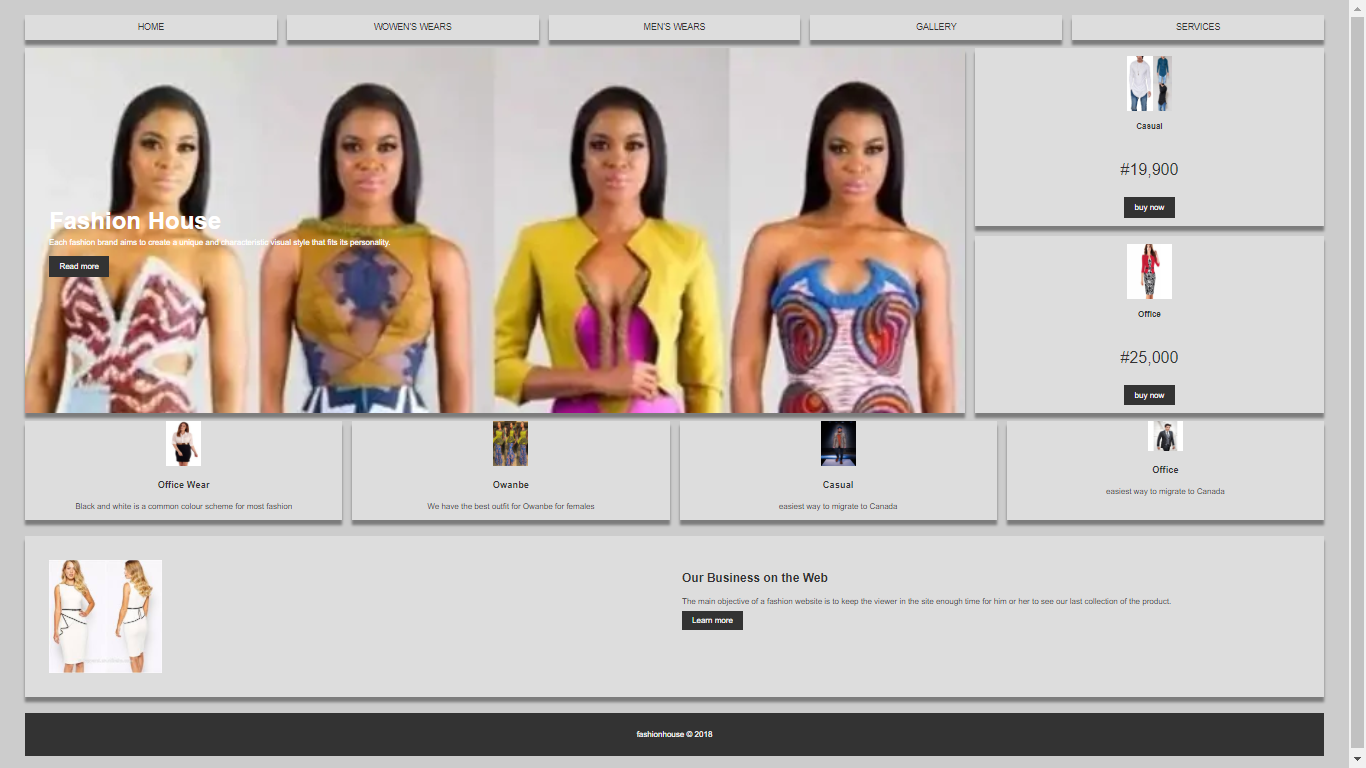 HOME
WOWEN'S WEARS
MEN'S WEARS
GALLERY
SERVICES
Fashion House
Each fashion brand aims to create a unique and characteristic visual style that fits its personality.
Read more
Casual
#19,900
buy now
Office
#25,000
buy now
Office Wear
Black and white is a common colour scheme for most fashion
Owanbe
We have the best outfit for Owanbe for females
Casual
easiest way to migrate to Canada
Office
easiest way to migrate to Canada
Our Business on the Web
The main objective of a fashion website is to keep the viewer in the site enough time for him or her to see our last collection of the product.
Learn more
fashionhouse © 2018